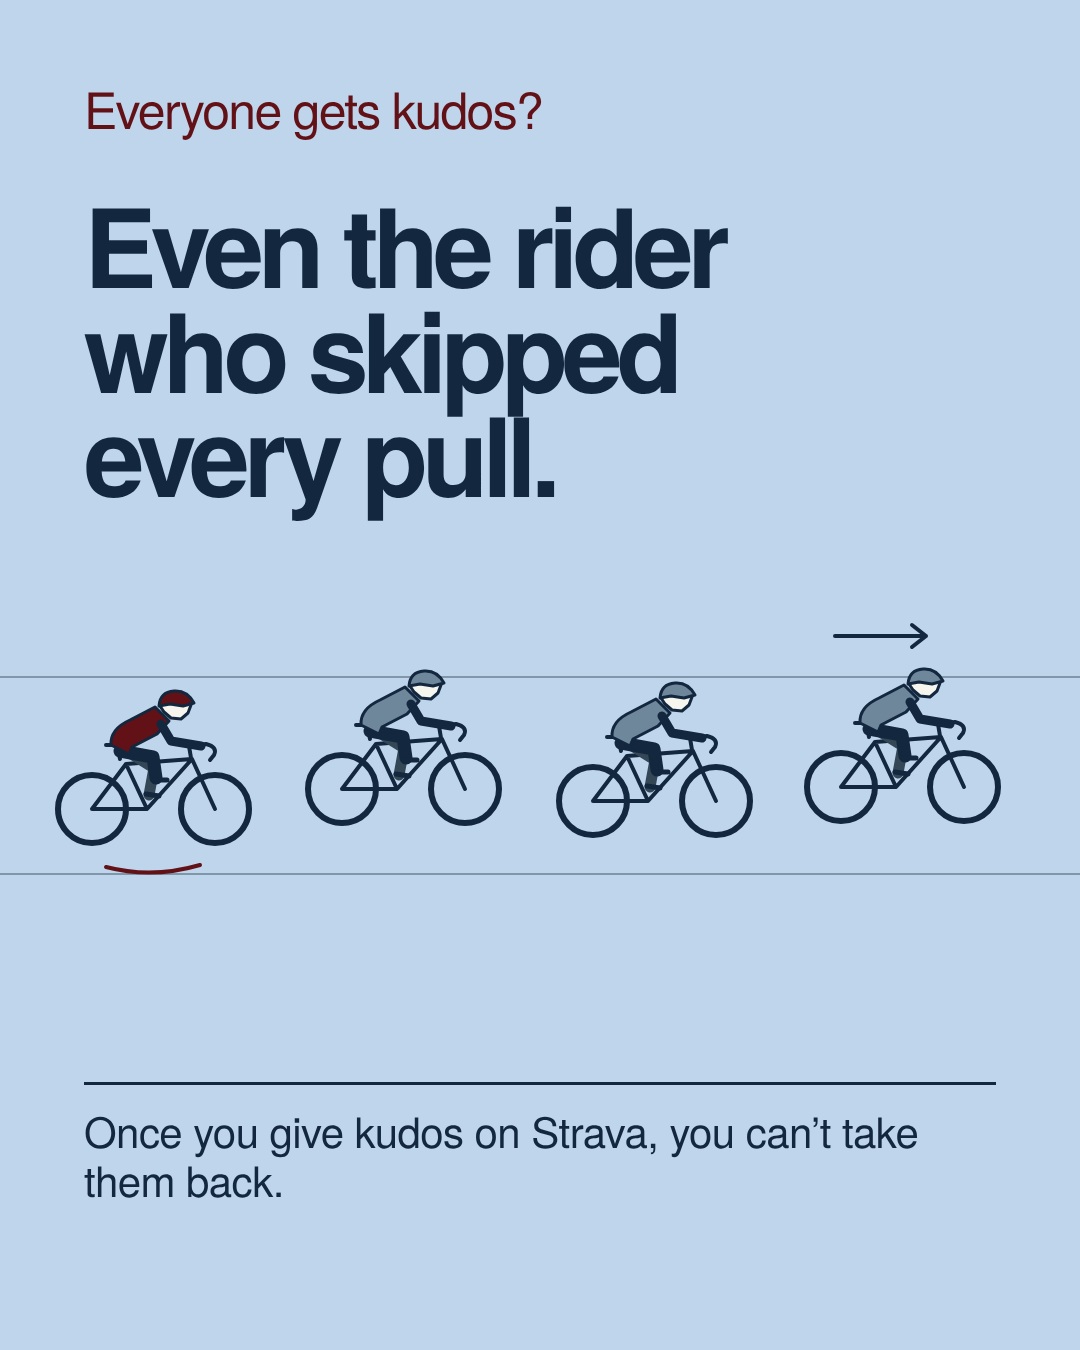 Everyone gets kudos?
Even the rider
who skipped
every pull.
Once you give kudos on Strava, you can’t take
them back.